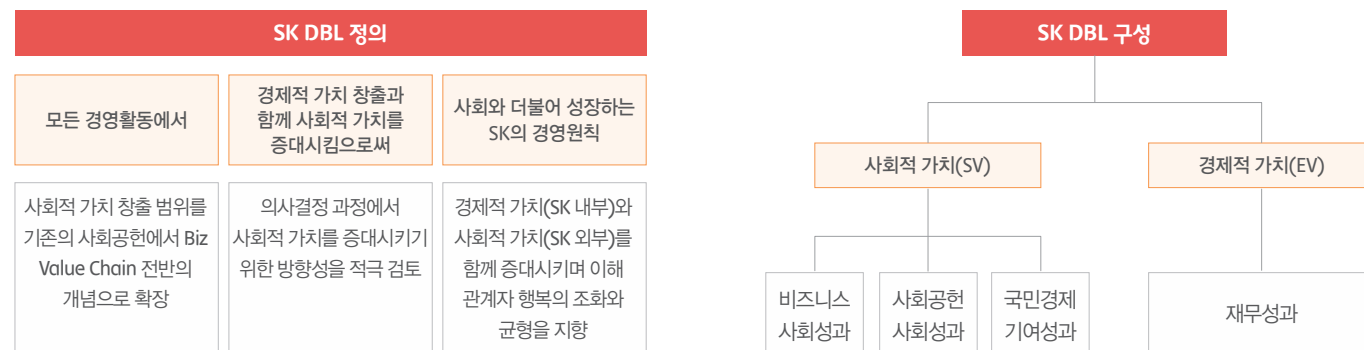 SK DBL 정의
모든 경영활동에서
경제적 가치 창출과
함께 사회적 가치를
증대시킴으로써
사회와 더불어 성장하는
SK의 경영원칙
사회적 가치 창출 범위를
기존의 사회공헌에서 Biz
Value Chain 전반의
개념으로 확장
의사결정 과정에서
사회적 가치를 증대시키기
위한 방향성을 적극 검토
경제적 가치(SK 내부)와
사회적 가치(SK 외부)를
함께 증대시키며 이해
관계자 행복의 조화와
균형을 지향
SK DBL 구성
사회적 가치(SV)
경제적 가치(EV)
비즈니스
사회성과
사회공헌
사회성과
국민경제
기여성과
재무성과